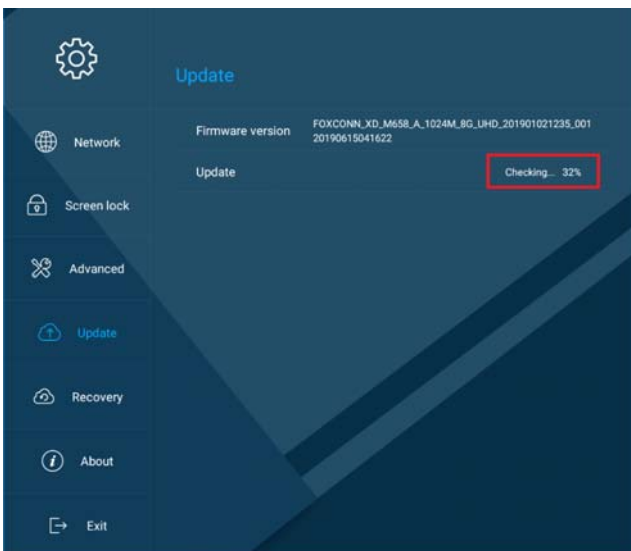 Update
Network
Firmware version
FOXCONN_XD_M658_A_1024M_8G_UHD_201901021235_001
20190615041622
Update
Checking... 32%
Screen lock
Advanced
Update
Recovery
About
Exit